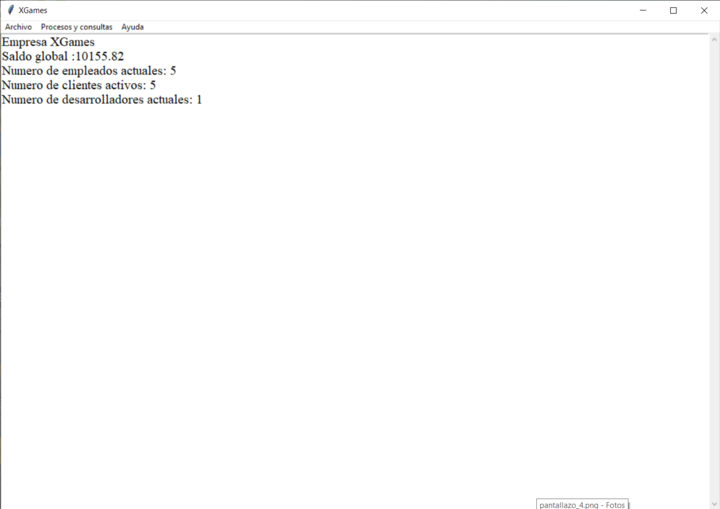 XGames
Archivo Procesos y consultas Ayuda
Empresa XGames
Saldo global :10155.82
Numero de empleados actuales: 5
Numero de clientes activos: 5
Numero de desarrolladores actuales: 1
pantallazo_4.png - Fotos